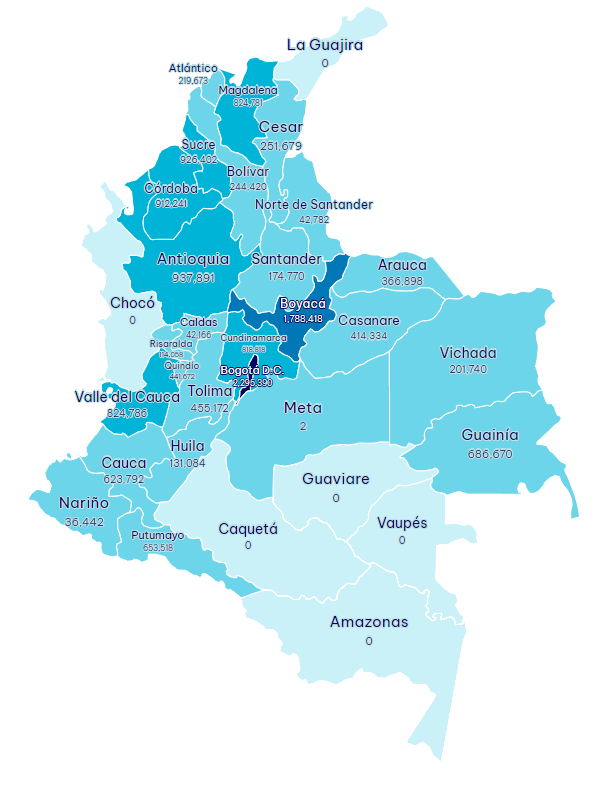 La Guajira
0
Atlántico
219,673
Magdalena
824,781
Cesar
251,679
Sucre
926,402
Bolívar
244,420
Córdoba
912,241
Norte de Santander
42,782
Antioquia
937,891
Santander
174,770
Arauca
366,898
Chocó
0
Boyacá
1,788,418
Caldas
42,166
Casanare
414,334
Risaralda
114,058
Cundinamarca
Quindío
441,672
Bogotá D.C.
2,296,390
Vichada
201,740
Valle del Cauca
824,786
Tolima
455,172
Meta
2
Guainía
686,670
Huila
131,084
Cauca
623,792
Guaviare
0
Nariño
36,442
Caquetá
0
Vaupés
0
Putumayo
653,518
Amazonas
0